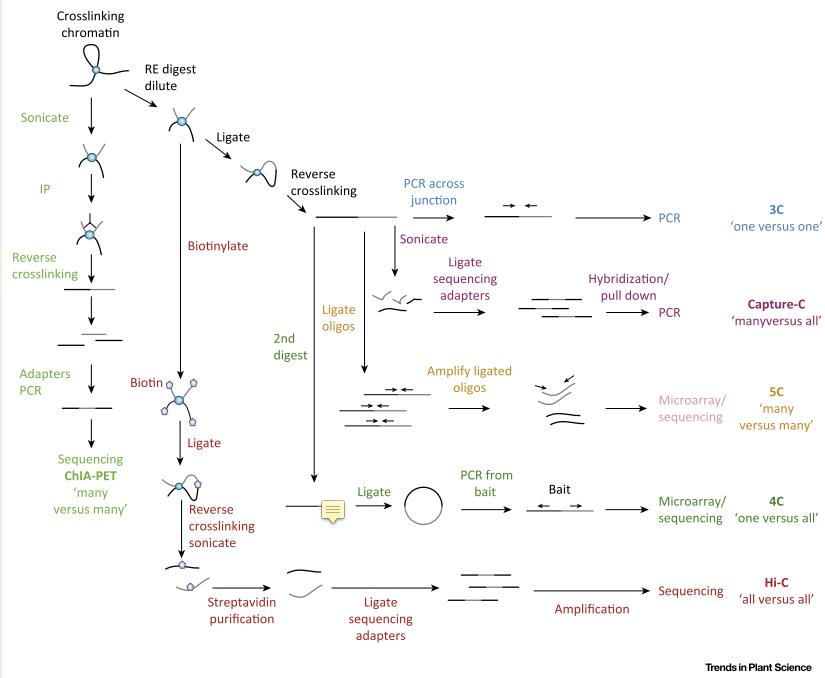 Crosslinking
chromatin
RE digest
dilute
Sonicate
Ligate
IP
Reverse
crosslinking
PCR across
junction
PCR
3C
'one versus one'
Biotinylate
Sonicate
Reverse
crosslinking
Ligate
sequencing
adapters
Hybridization/
pull down
PCR
Capture-C
'manyversus all'
Ligate
oligos
2nd
digest
Adapters
PCR
Biotin
Amplify ligated
oligos
Microarray/
sequencing
5C
'many
versus many'
Ligate
Sequencing
ChIA-PET
'many
versus many'
Ligate
PCR from
bait
Bait
Microarray/
sequencing
4C
'one versus all'
Reverse
crosslinking
sonicate
Streptavidin
purification
Ligate
sequencing
adapters
Amplification
Sequencing
Hi-C
'all versus all'
Trends in Plant Science